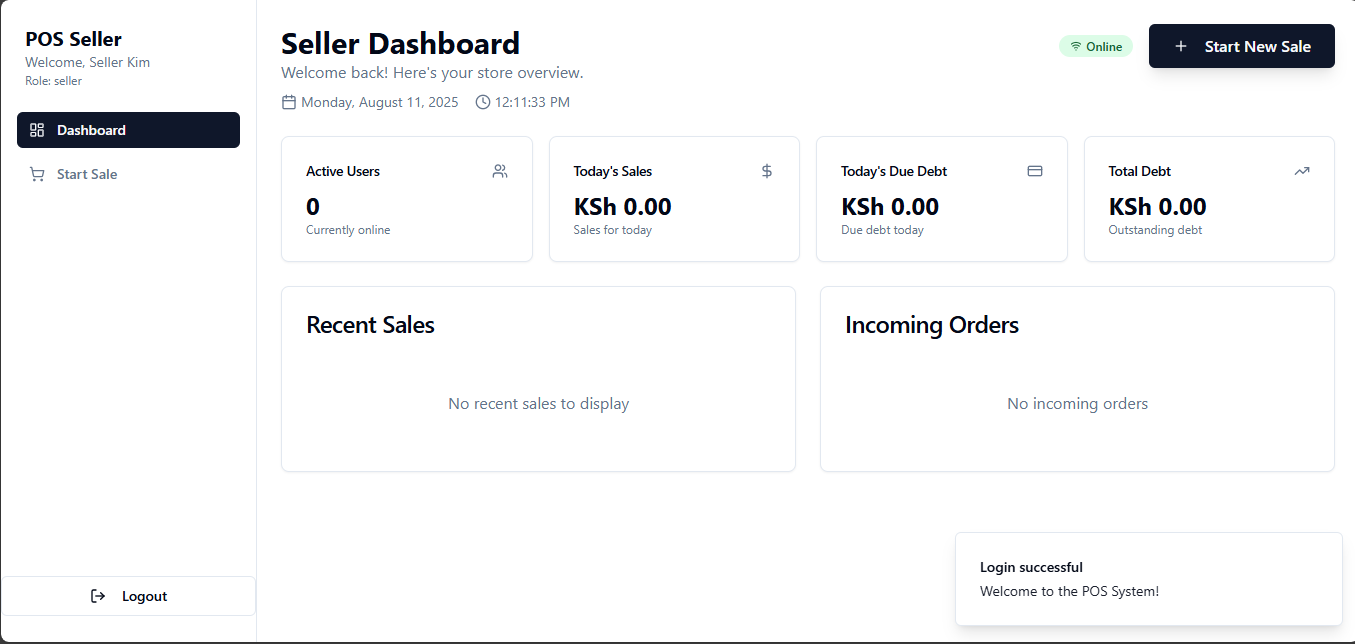 POS Seller
Welcome, Seller Kim
Role: seller
Dashboard
Start Sale
Logout
Seller Dashboard
Welcome back! Here's your store overview.
Monday, August 11, 2025 12:11:33 PM
Online
Start New Sale
Active Users
0
Currently online
Today's Sales
KSh 0.00
Sales for today
Today's Due Debt
KSh 0.00
Due debt today
Total Debt
KSh 0.00
Outstanding debt
Recent Sales
No recent sales to display
Incoming Orders
No incoming orders
Login successful
Welcome to the POS System!